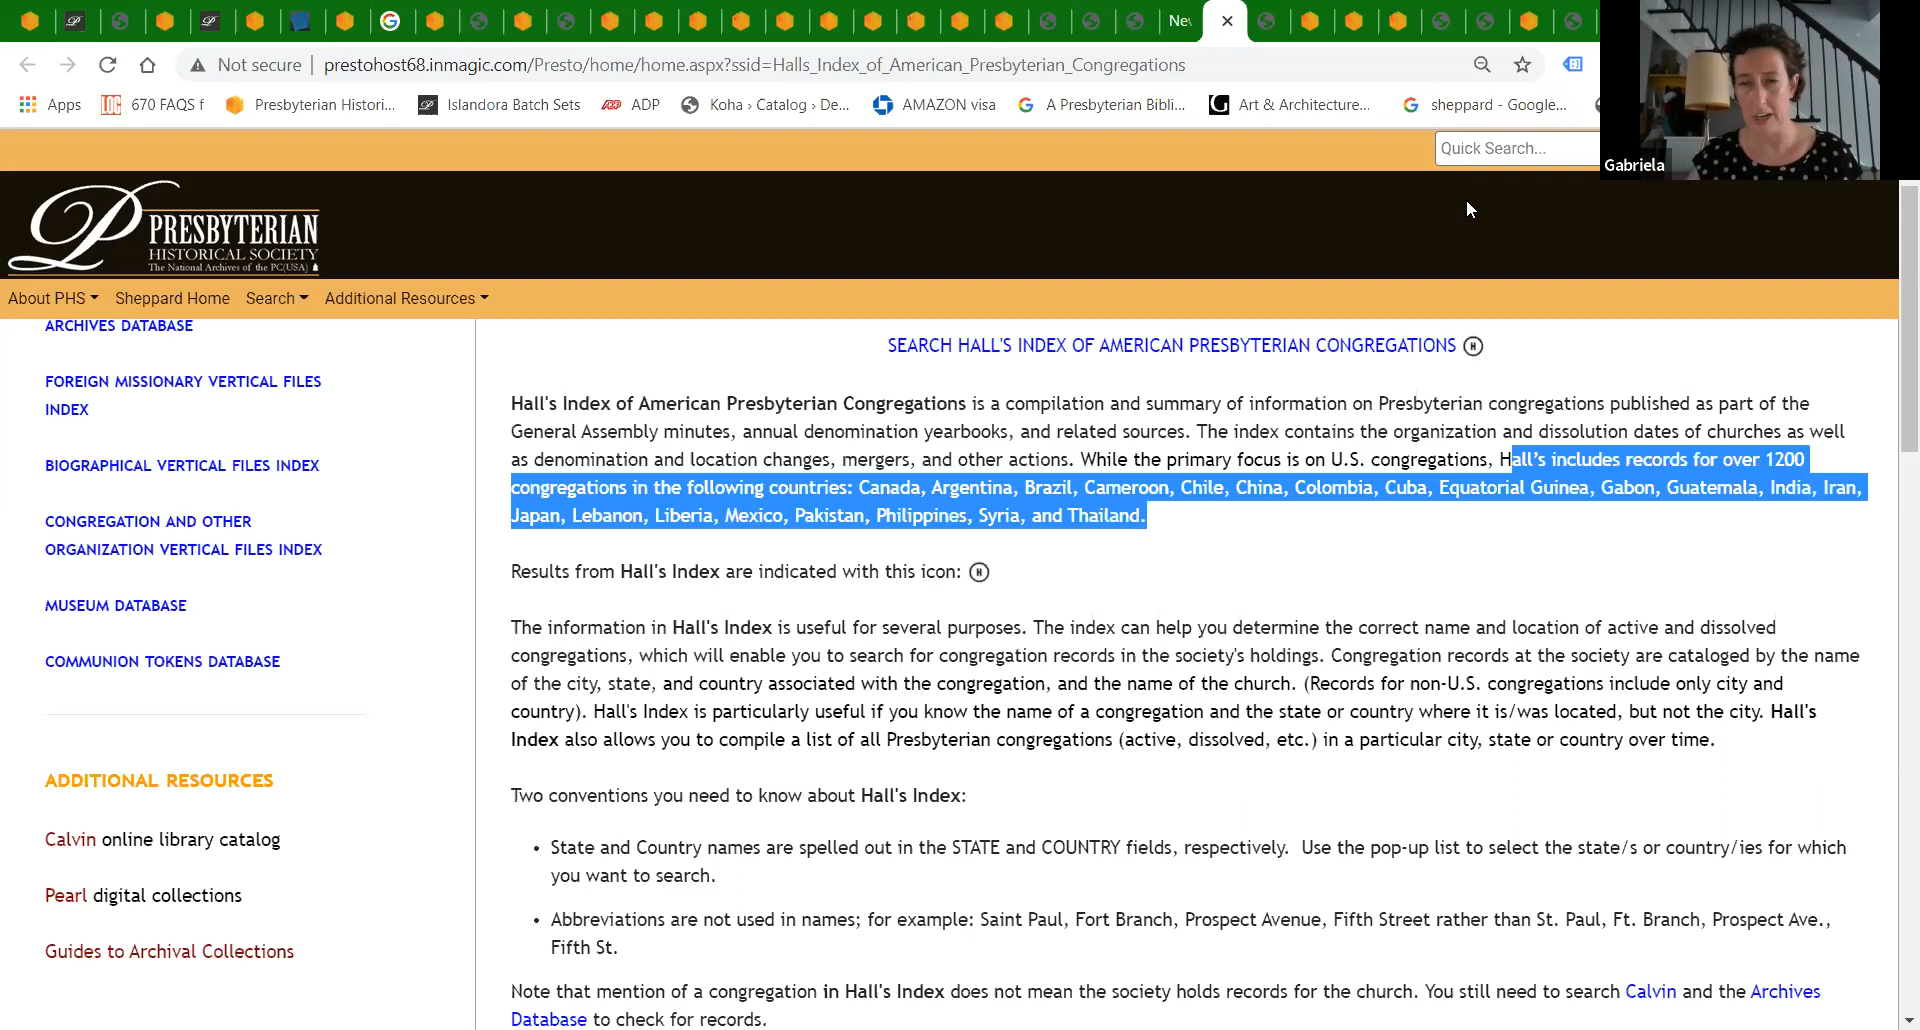 New
Not secure | prestohost68.inmagic.com/Presto/home/home.aspx?ssid=Halls_Index_of_American_Presbyterian_Congregations
Apps 670 FAQS f Presbyterian Histori... Islandora Batch Sets ADP Koha › Catalog › De... AMAZON visa A Presbyterian Bibli... Art & Architecture... sheppard - Google...
Quick Search...
Gabriela
PRESBYTERIAN
HISTORICAL SOCIETY
The National Archives of the PC(USA)
About PHS Sheppard Home Search Additional Resources
ARCHIVES DATABASE
FOREIGN MISSIONARY VERTICAL FILES
INDEX
BIOGRAPHICAL VERTICAL FILES INDEX
CONGREGATION AND OTHER
ORGANIZATION VERTICAL FILES INDEX
MUSEUM DATABASE
COMMUNION TOKENS DATABASE
ADDITIONAL RESOURCES
Calvin online library catalog
Pearl digital collections
Guides to Archival Collections
SEARCH HALL'S INDEX OF AMERICAN PRESBYTERIAN CONGREGATIONS H
Hall's Index of American Presbyterian Congregations is a compilation and summary of information on Presbyterian congregations published as part of the
General Assembly minutes, annual denomination yearbooks, and related sources. The index contains the organization and dissolution dates of churches as well
as denomination and location changes, mergers, and other actions. While the primary focus is on U.S. congregations, Hall’s includes records for over 1200
congregations in the following countries: Canada, Argentina, Brazil, Cameroon, Chile, China, Colombia, Cuba, Equatorial Guinea, Gabon, Guatemala, India, Iran,
Japan, Lebanon, Liberia, Mexico, Pakistan, Philippines, Syria, and Thailand.
Results from Hall's Index are indicated with this icon: H
The information in Hall's Index is useful for several purposes. The index can help you determine the correct name and location of active and dissolved
congregations, which will enable you to search for congregation records in the society's holdings. Congregation records at the society are cataloged by the name
of the city, state, and country associated with the congregation, and the name of the church. (Records for non-U.S. congregations include only city and
country). Hall's Index is particularly useful if you know the name of a congregation and the state or country where it is/was located, but not the city. Hall's
Index also allows you to compile a list of all Presbyterian congregations (active, dissolved, etc.) in a particular city, state or country over time.
Two conventions you need to know about Hall's Index:
• State and Country names are spelled out in the STATE and COUNTRY fields, respectively. Use the pop-up list to select the state/s or country/ies for which
you want to search.
• Abbreviations are not used in names; for example: Saint Paul, Fort Branch, Prospect Avenue, Fifth Street rather than St. Paul, Ft. Branch, Prospect Ave.,
Fifth St.
Note that mention of a congregation in Hall's Index does not mean the society holds records for the church. You still need to search Calvin and the Archives
Database to check for records.